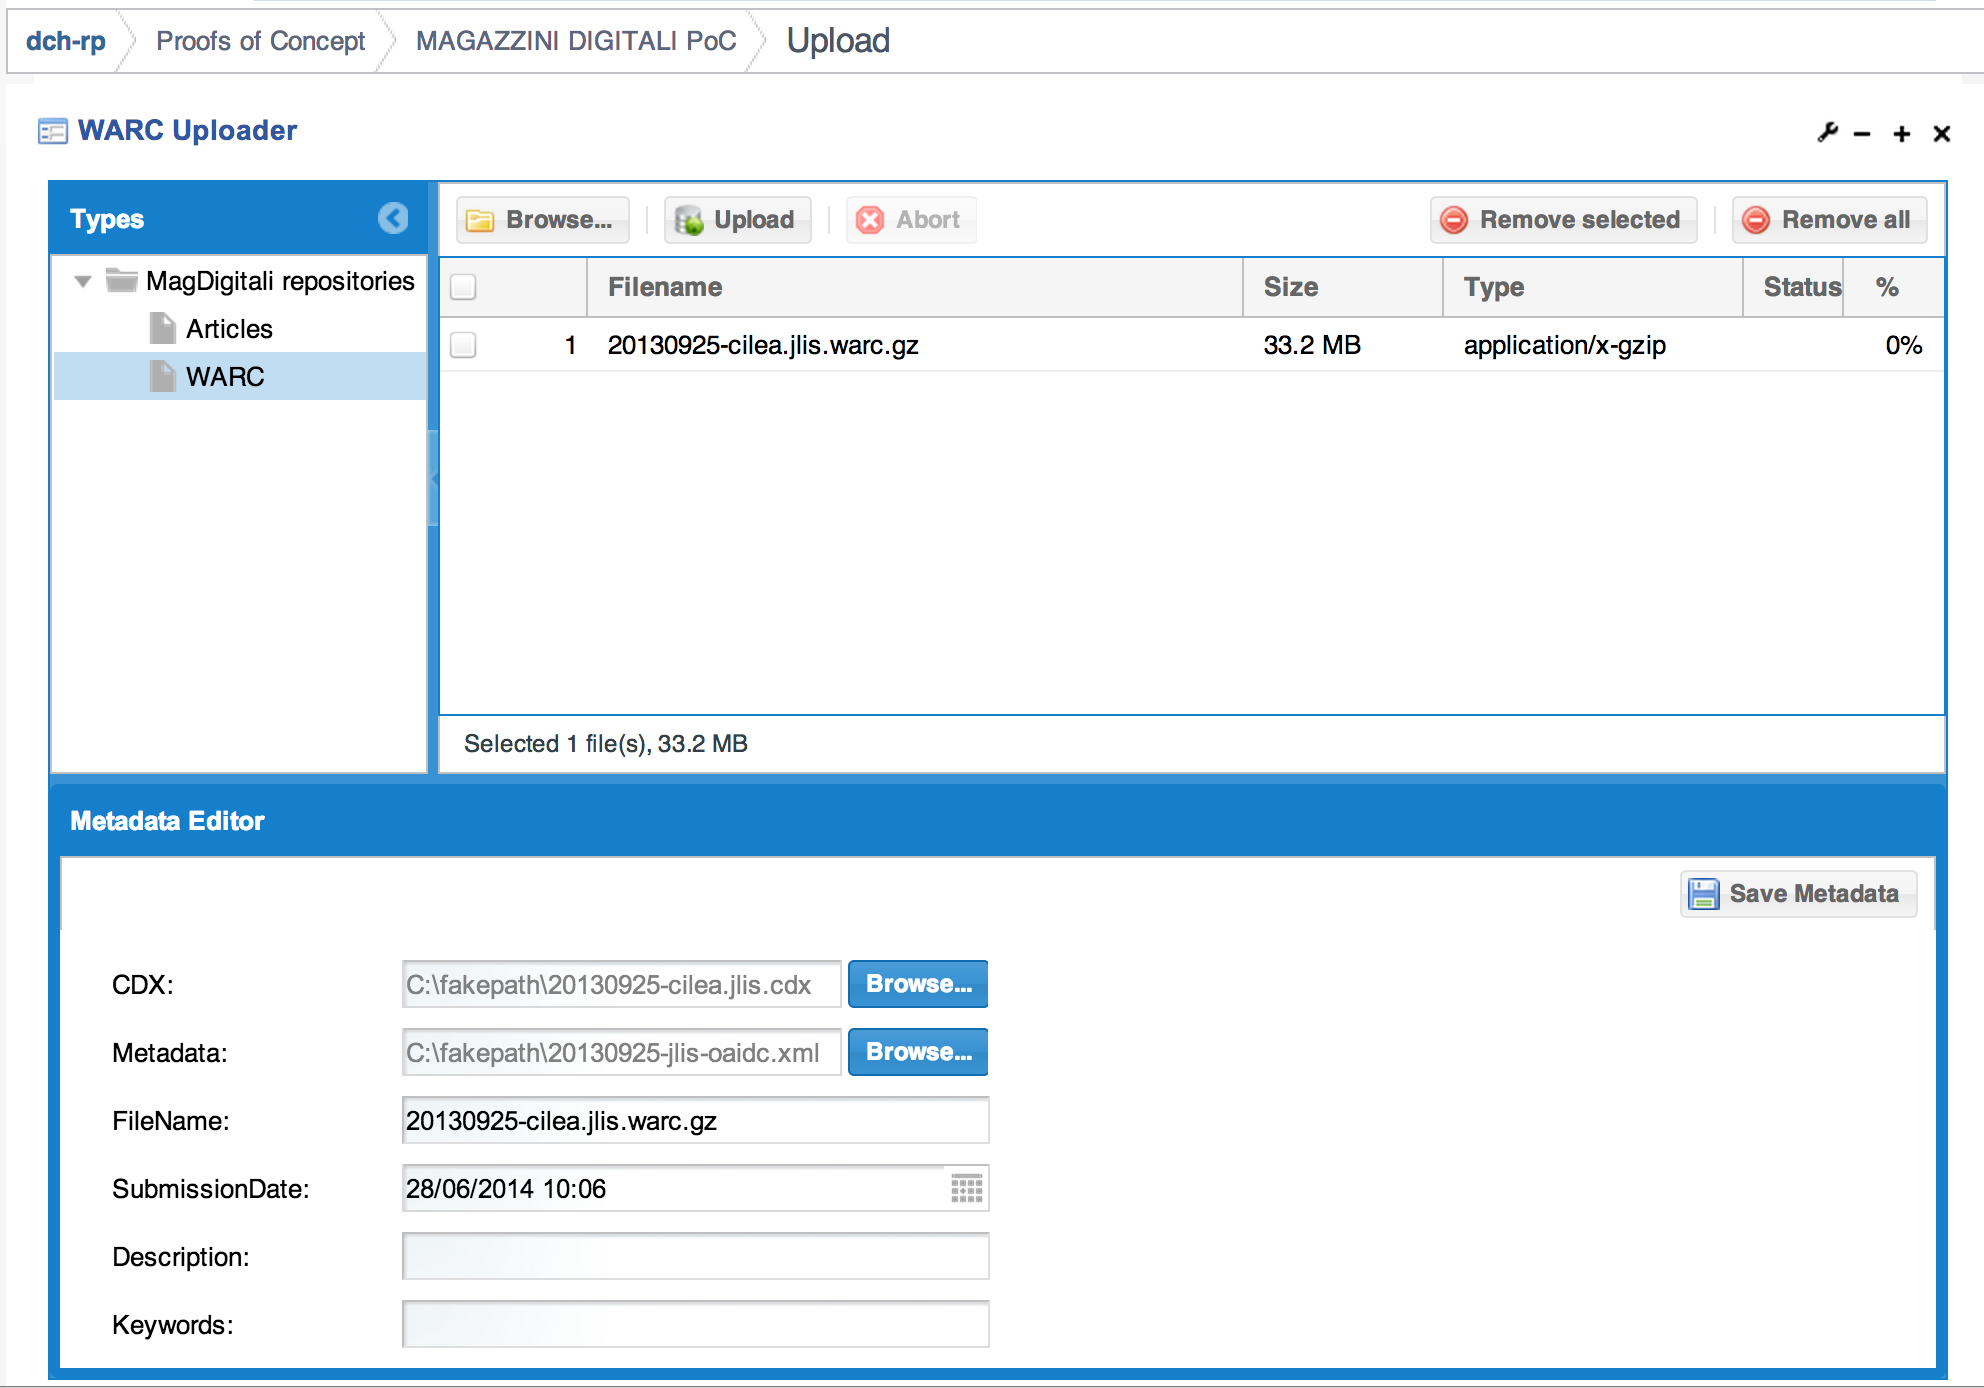 dch-rp Proofs of Concept MAGAZZINI DIGITALI PoC Upload
WARC Uploader
Types
MagDigitali repositories
Articles
WARC
Browse... Upload Abort Remove selected Remove all
Filename Size Type Status %
1 20130925-cilea.jlis.warc.gz 33.2 MB application/x-gzip 0%
Selected 1 file(s), 33.2 MB
Metadata Editor
Save Metadata
CDX: C:\fakepath\20130925-cilea.jlis.cdx Browse...
Metadata: C:\fakepath\20130925-jlis-oaidc.xml Browse...
FileName: 20130925-cilea.jlis.warc.gz
SubmissionDate: 28/06/2014 10:06
Description:
Keywords: